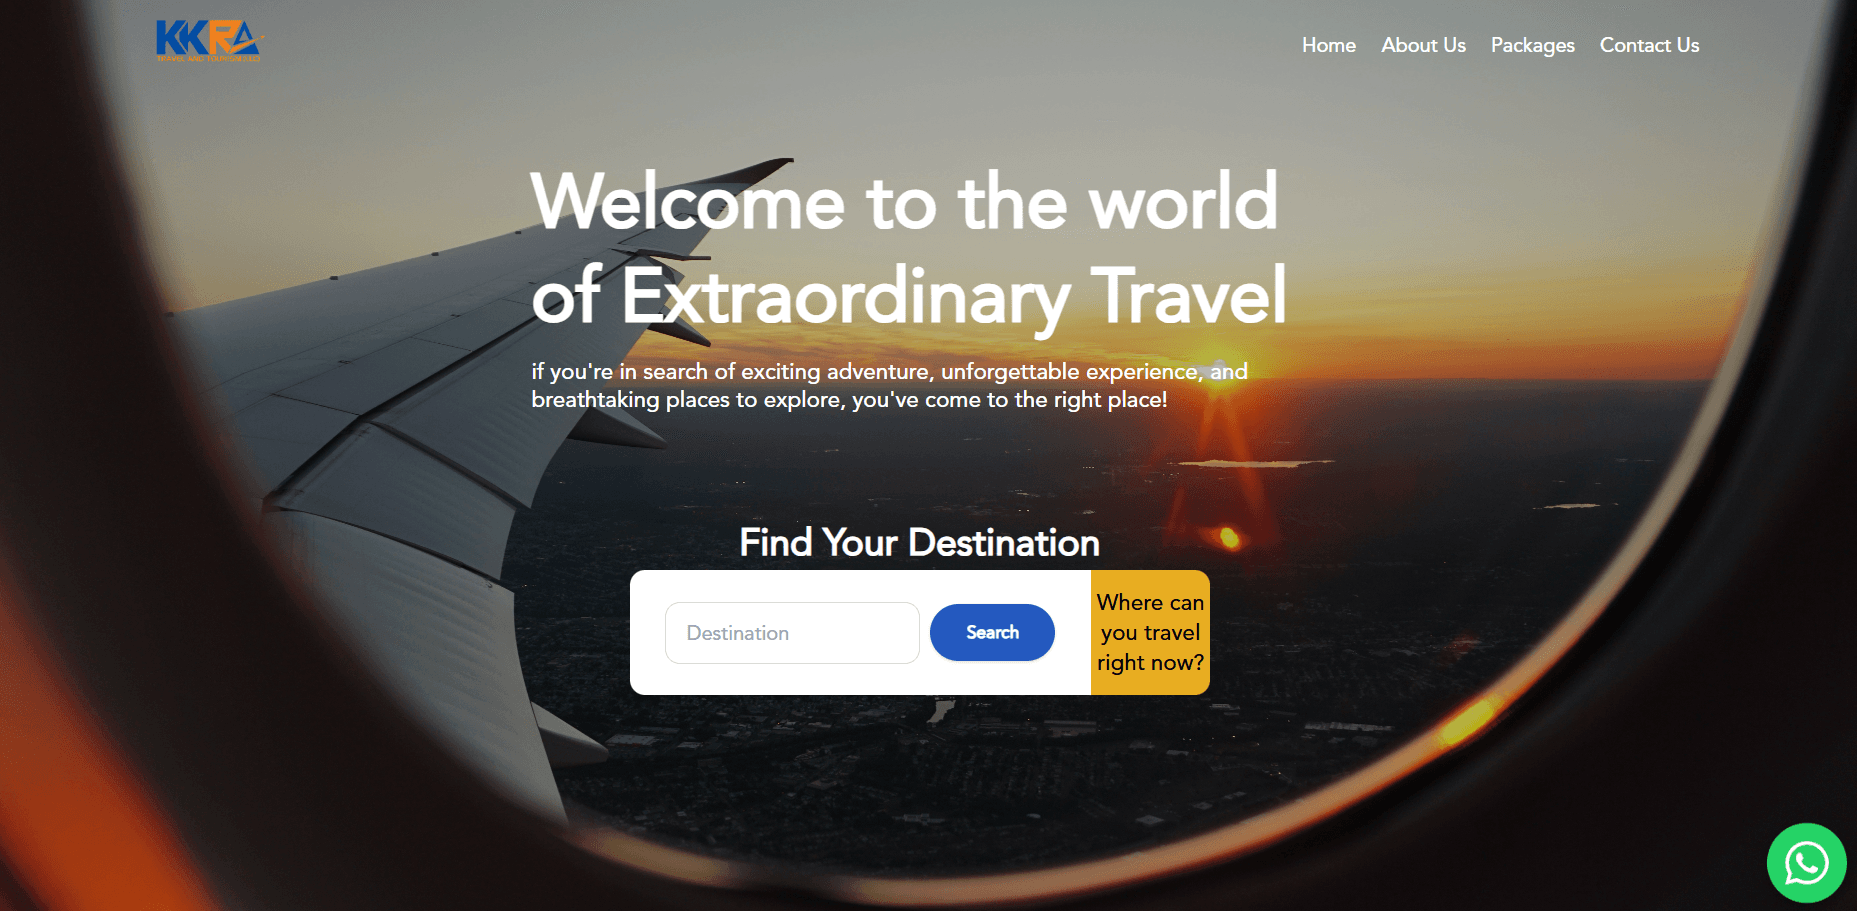 KKRA
TRAVEL AND TOURISM LLC
Home About Us Packages Contact Us
Welcome to the world
of Extraordinary Travel
if you're in search of exciting adventure, unforgettable experience, and
breathtaking places to explore, you've come to the right place!
Find Your Destination
Destination
Search
Where can
you travel
right now?